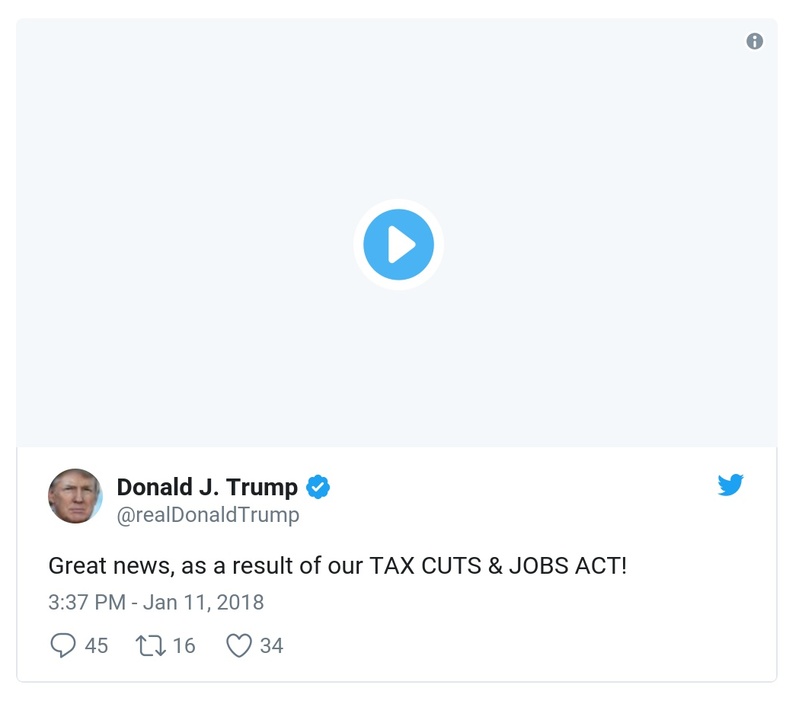 Donald J. Trump
@realDonaldTrump
Great news, as a result of our TAX CUTS & JOBS ACT!
3:37 PM - Jan 11, 2018
45 16 34